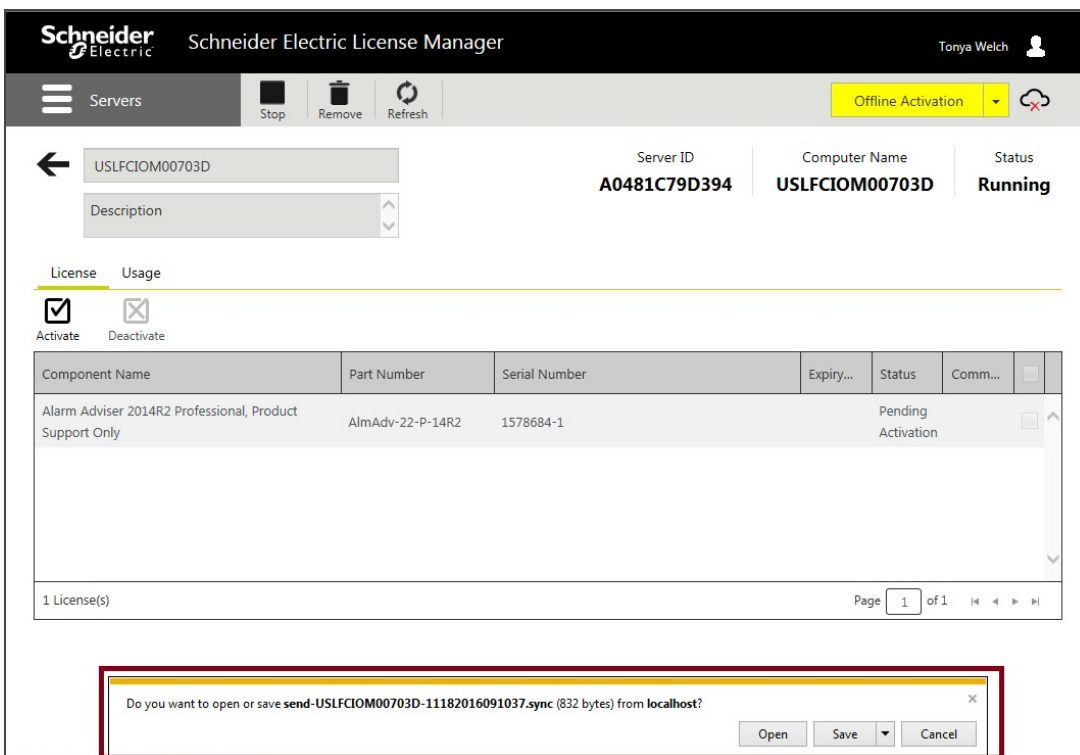 Schneider Electric
Schneider Electric License Manager
Tonya Welch
Servers
Stop
Remove
Refresh
Offline Activation
USLFCIOM00703D
Description
Server ID
A0481C79D394
Computer Name
USLFCIOM00703D
Status
Running
License Usage
Activate Deactivate
Component Name Part Number Serial Number Expiry... Status Comm...
Alarm Adviser 2014R2 Professional, Product
Support Only
AlmAdv-22-P-14R2 1578684-1
Pending
Activation
1 License(s) Page 1 of 1
Do you want to open or save send-USLFCIOM00703D-11182016091037.sync (832 bytes) from localhost?
Open Save Cancel